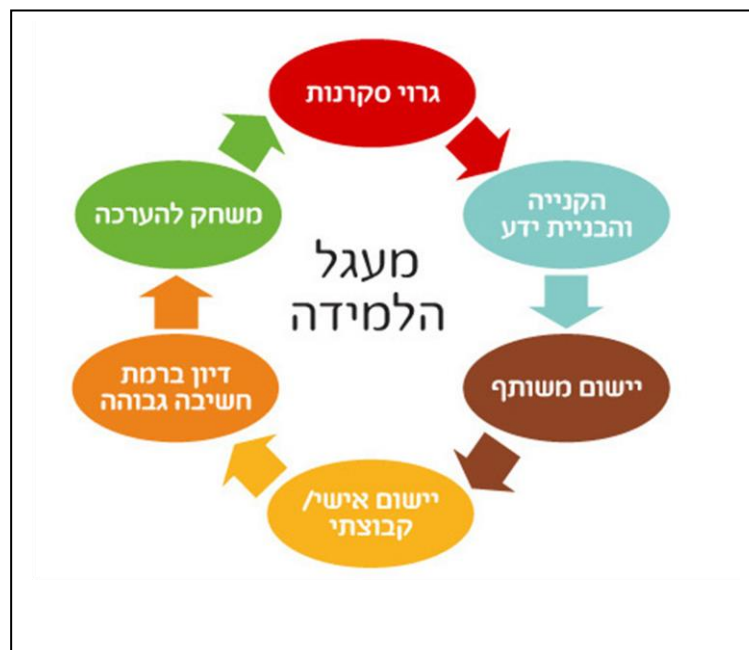 גרוי סקרנות
הקנייה
והבניית ידע
יישום משותף
יישום אישי/
קבוצתי
דיון ברמת
חשיבה גבוהה
משחק להערכה
מעגל
הלמידה